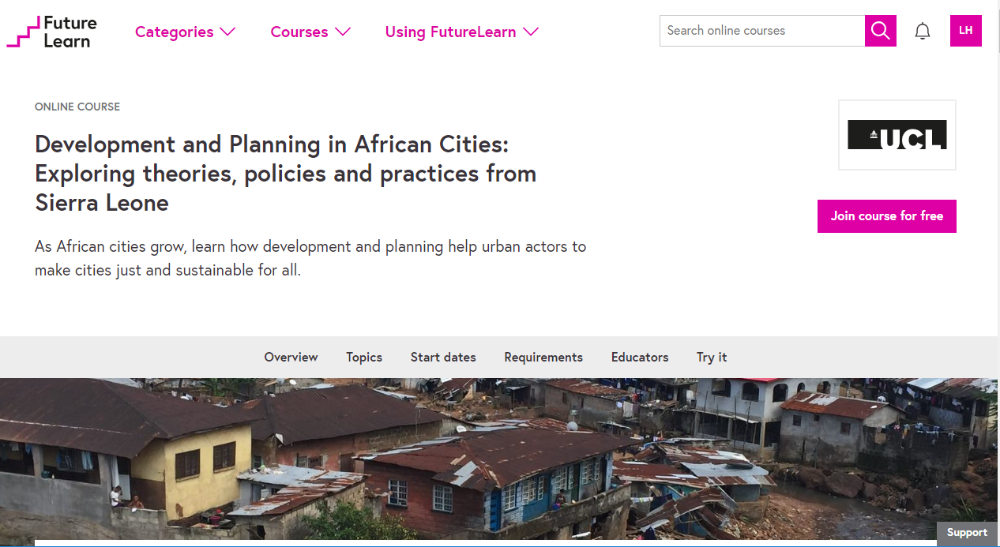 Future
Learn
Categories
Courses
Using FutureLearn
Search online courses
LH
ONLINE COURSE
Development and Planning in African Cities:
Exploring theories, policies and practices from
Sierra Leone
UCL
Join course for free
As African cities grow, learn how development and planning help urban actors to
make cities just and sustainable for all.
Overview
Topics
Start dates
Requirements
Educators
Try it
Support